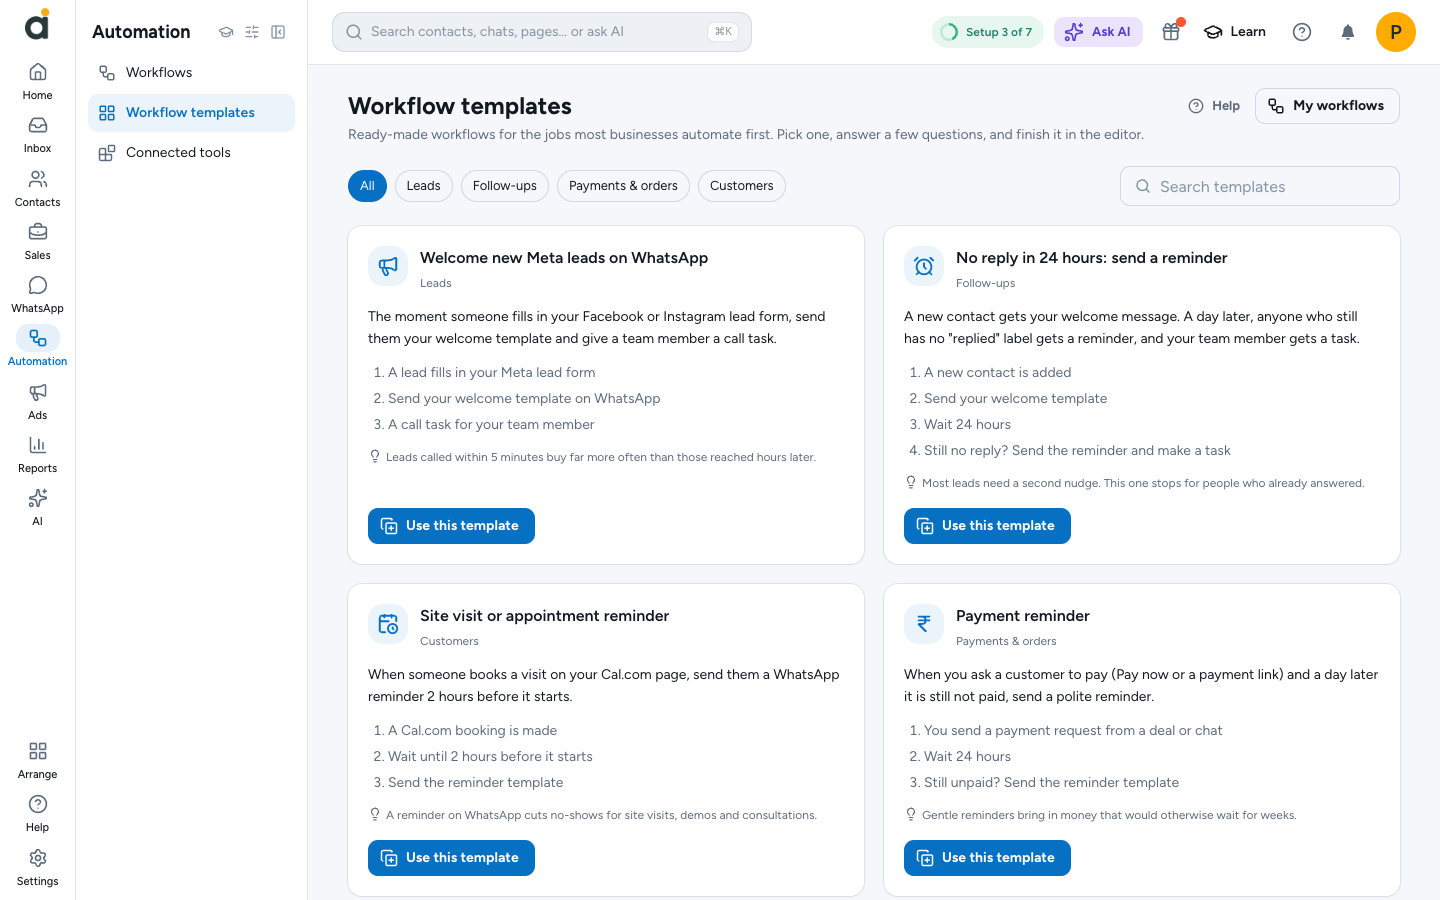 Automation
Search contacts, chats, pages... or ask AI
⌘K
Setup 3 of 7
Ask AI
Learn
P
Home
Inbox
Contacts
Sales
WhatsApp
Automation
Ads
Reports
AI
Arrange
Help
Settings
Workflows
Workflow templates
Connected tools
Workflow templates
Help
My workflows
Ready-made workflows for the jobs most businesses automate first. Pick one, answer a few questions, and finish it in the editor.
All
Leads
Follow-ups
Payments & orders
Customers
Search templates
Welcome new Meta leads on WhatsApp
Leads
The moment someone fills in your Facebook or Instagram lead form, send
them your welcome template and give a team member a call task.
1. A lead fills in your Meta lead form
2. Send your welcome template on WhatsApp
3. A call task for your team member
Leads called within 5 minutes buy far more often than those reached hours later.
Use this template
No reply in 24 hours: send a reminder
Follow-ups
A new contact gets your welcome message. A day later, anyone who still
has no "replied" label gets a reminder, and your team member gets a task.
1. A new contact is added
2. Send your welcome template
3. Wait 24 hours
4. Still no reply? Send the reminder and make a task
Most leads need a second nudge. This one stops for people who already answered.
Use this template
Site visit or appointment reminder
Customers
When someone books a visit on your Cal.com page, send them a WhatsApp
reminder 2 hours before it starts.
1. A Cal.com booking is made
2. Wait until 2 hours before it starts
3. Send the reminder template
A reminder on WhatsApp cuts no-shows for site visits, demos and consultations.
Use this template
₹
Payment reminder
Payments & orders
When you ask a customer to pay (Pay now or a payment link) and a day later
it is still not paid, send a polite reminder.
1. You send a payment request from a deal or chat
2. Wait 24 hours
3. Still unpaid? Send the reminder template
Gentle reminders bring in money that would otherwise wait for weeks.
Use this template